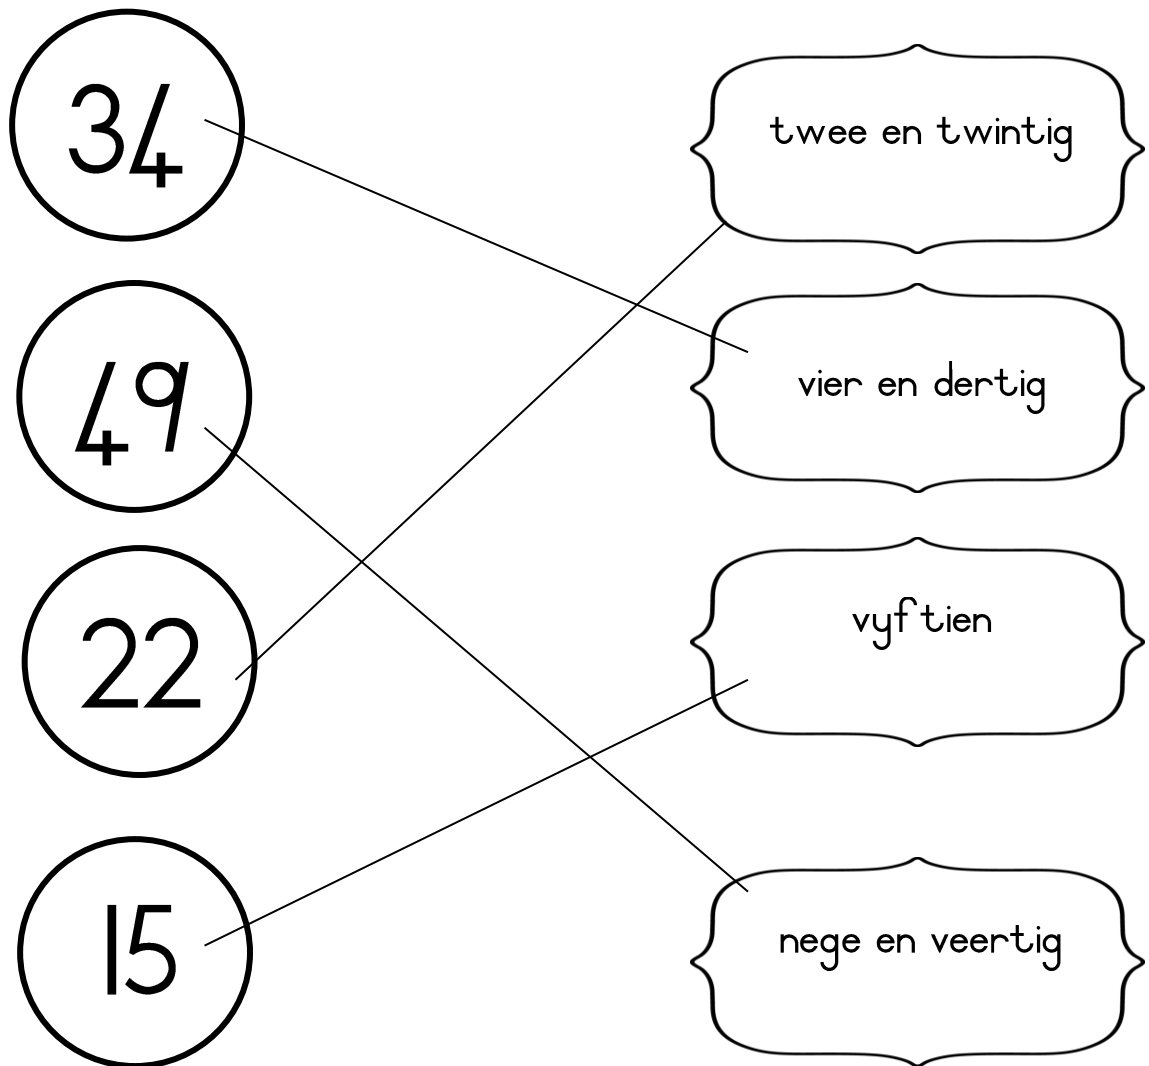 34
twee en twintig
49
vier en dertig
22
vyftien
15
nege en veertig